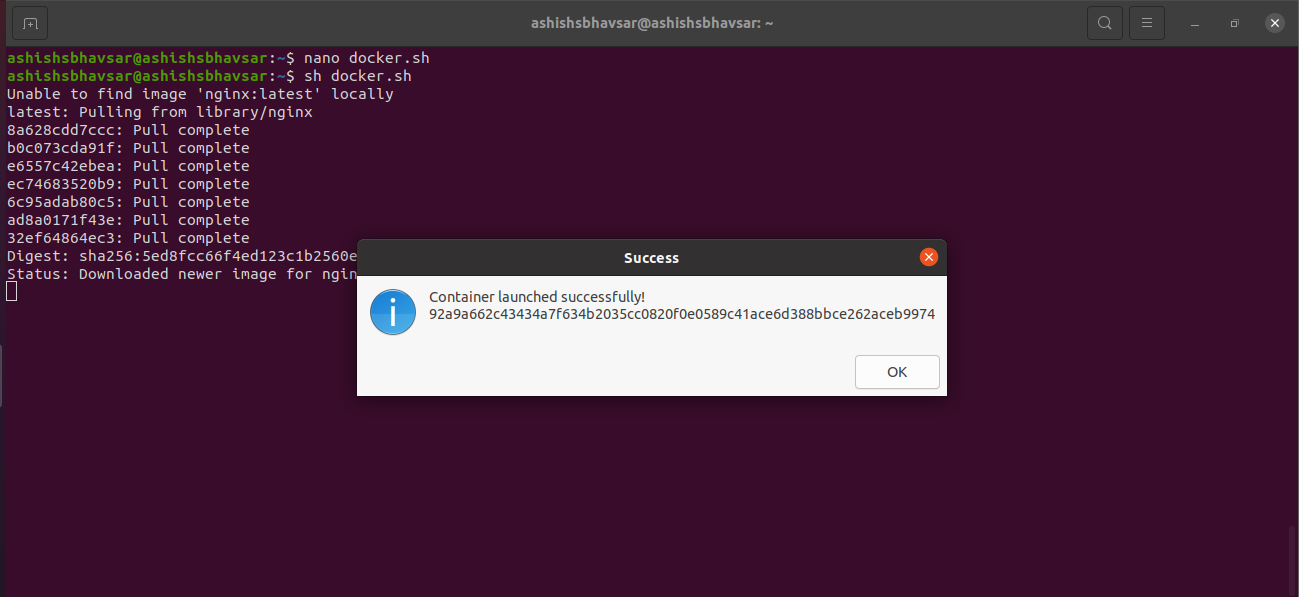 ashishsbhavsar@ashishsbhavsar: ~
ashishsbhavsar@ashishsbhavsar:~$ nano docker.sh
ashishsbhavsar@ashishsbhavsar:~$ sh docker.sh
Unable to find image 'nginx:latest' locally
latest: Pulling from library/nginx
8a628cdd7ccc: Pull complete
b0c073cda91f: Pull complete
e6557c42ebea: Pull complete
ec74683520b9: Pull complete
6c95adab80c5: Pull complete
ad8a0171f43e: Pull complete
32ef64864ec3: Pull complete
Digest: sha256:5ed8fcc66f4ed123c1b2560e
Status: Downloaded newer image for ngin
Success
Container launched successfully!
92a9a662c43434a7f634b2035cc0820f0e0589c41ace6d388bbce262aceb9974
OK